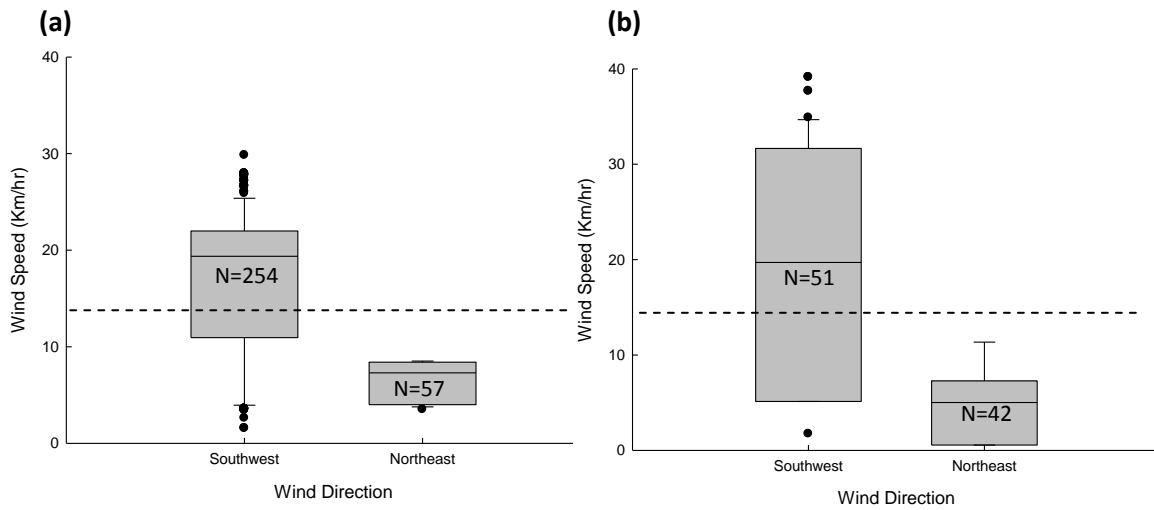 (a)
40
30
20
10
0
Wind Speed (Km/hr)
N=254
N=57
Southwest
Northeast
Wind Direction
(b)
40
30
20
10
0
Wind Speed (Km/hr)
N=51
N=42
Southwest
Northeast
Wind Direction